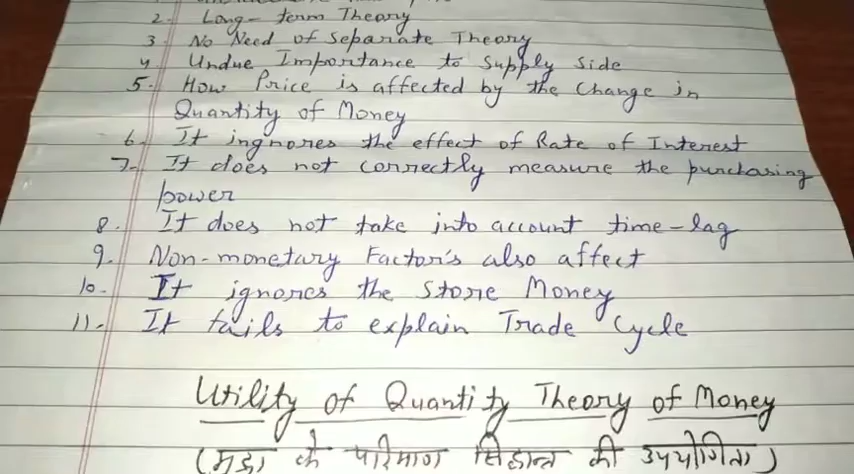 2. Long-term Theory
3 No Need of Separate Theory
4 Undue Importance to Supply Side
5. How Price is affected by the Change in
Quantity of Money
6. It ingnores the effect of Rate of Interest
7. It does not correctly measure the purchasing
power
8. It does not take into account time-lag
9. Non-monetary Factor's also affect
10. It ignores the Store Money
11. It fails to explain Trade Cycle
Utility of Quantity Theory of Money
(मुद्रा के परिमाण सिद्धान्त की उपयोगिता)